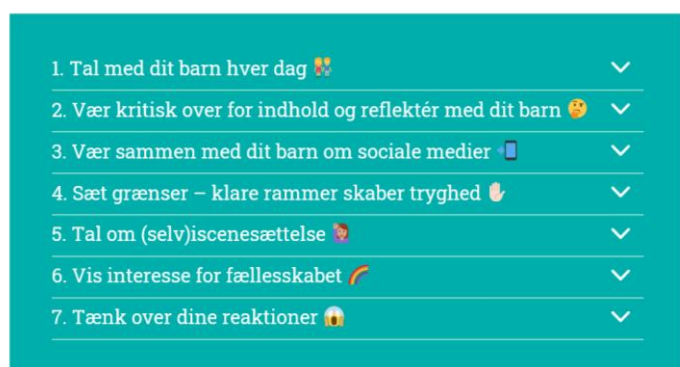 1. Tal med dit barn hver dag 👫
2. Vær kritisk over for indhold og reflektér med dit barn 🤔
3. Vær sammen med dit barn om sociale medier 📲
4. Sæt grænser – klare rammer skaber tryghed ✋🏻
5. Tal om (selv)iscenesættelse 🙋🏽‍♀️
6. Vis interesse for fællesskabet 🌈
7. Tænk over dine reaktioner 😱